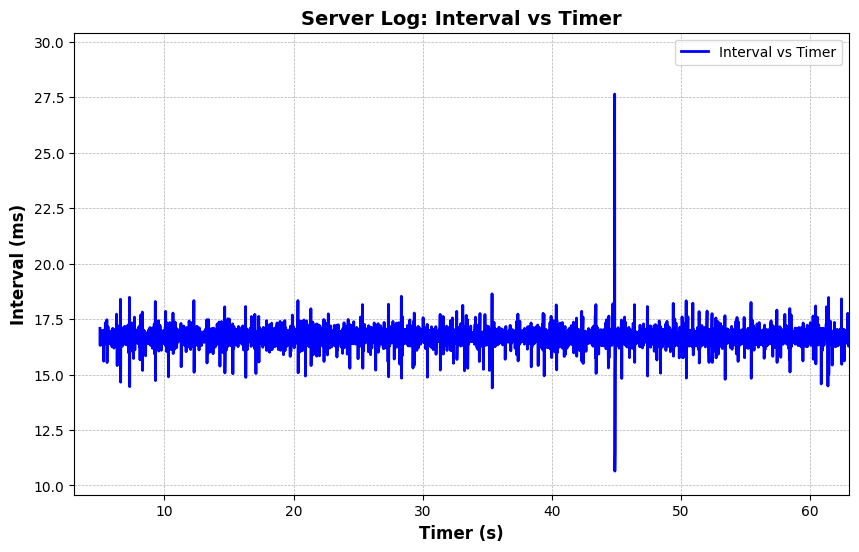 Server Log: Interval vs Timer
Interval vs Timer
30.0
27.5
25.0
22.5
20.0
17.5
15.0
12.5
10.0
Interval (ms)
10 20 30 40 50 60
Timer (s)